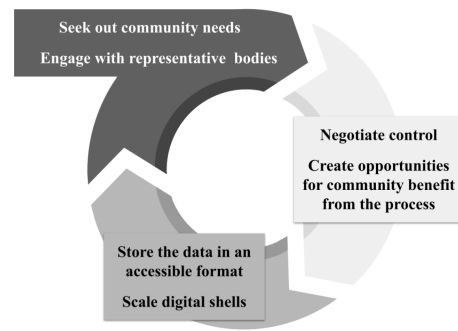 Seek out community needs
Engage with representative bodies
Negotiate control
Create opportunities
for community benefit
from the process
Store the data in an
accessible format
Scale digital shells